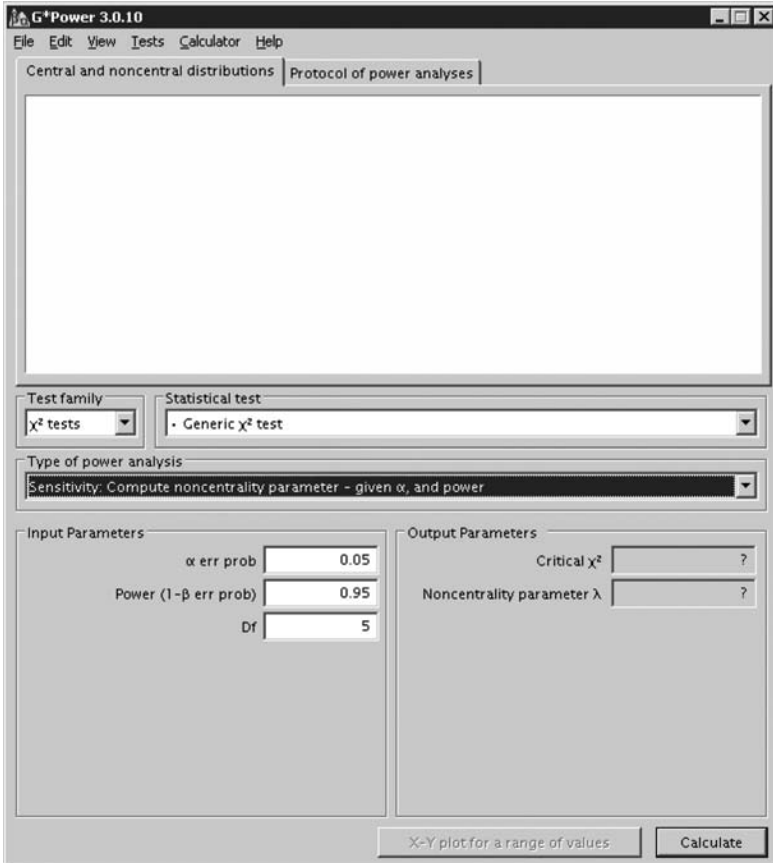 G*Power 3.0.10
File Edit View Tests Calculator Help
Central and noncentral distributions Protocol of power analyses
Test family Statistical test
χ² tests - Generic χ² test
Type of power analysis
Sensitivity: Compute noncentrality parameter - given α, and power
Input Parameters Output Parameters
α err prob 0.05 Critical χ² ?
Power (1-β err prob) 0.95 Noncentrality parameter λ ?
Df 5
X-Y plot for a range of values Calculate